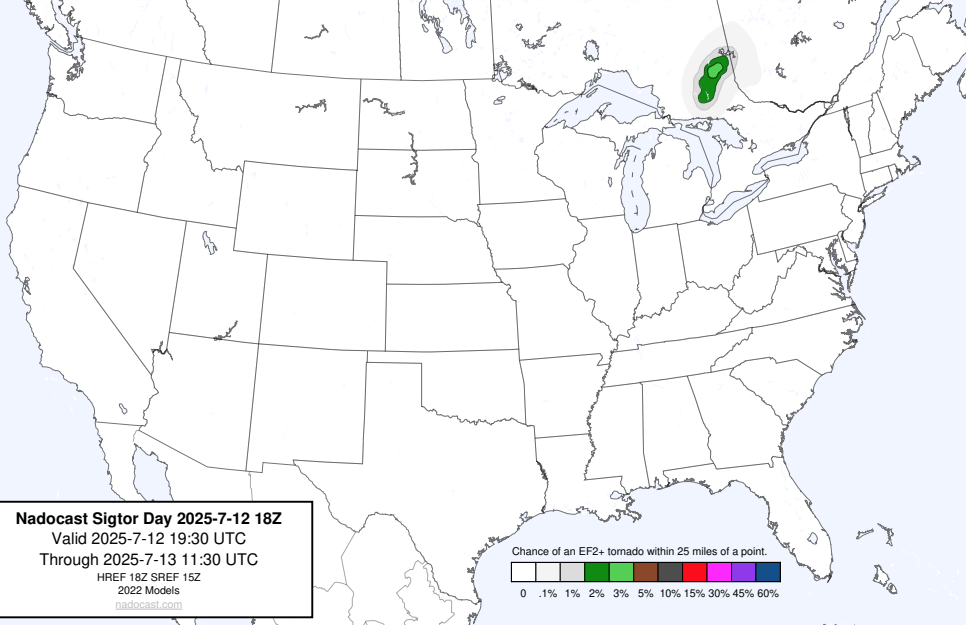 Nadocast Sigtor Day 2025-7-12 18Z
Valid 2025-7-12 19:30 UTC
Through 2025-7-13 11:30 UTC
HREF 18Z SREF 15Z
2022 Models
nadocast.com
Chance of an EF2+ tornado within 25 miles of a point.
0 .1% 1% 2% 3% 5% 10% 15% 30% 45% 60%